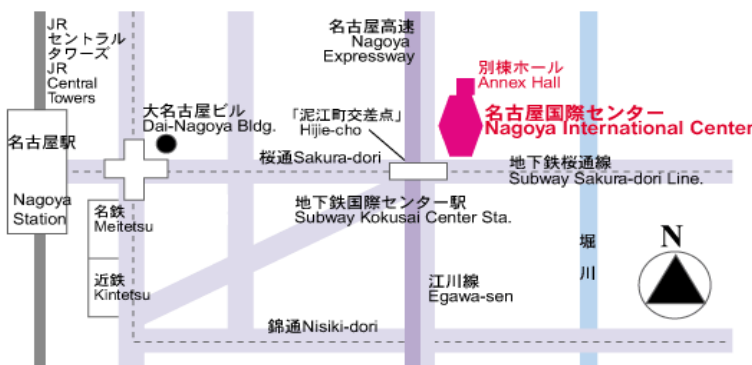 JR
セントラル
タワーズ
JR
Central
Towers
名古屋高速
Nagoya
Expressway
別棟ホール
Annex Hall
名古屋国際センター
Nagoya International Center
大名古屋ビル
Dai-Nagoya Bldg.
「泥江町交差点」
Hijie-cho
名古屋駅
桜通Sakura-dori
地下鉄桜通線
Subway Sakura-dori Line.
Nagoya
Station
名鉄
Meitetsu
地下鉄国際センター駅
Subway Kokusai Center Sta.
堀
川
N
近鉄
Kintetsu
江川線
Egawa-sen
錦通Nisiki-dori